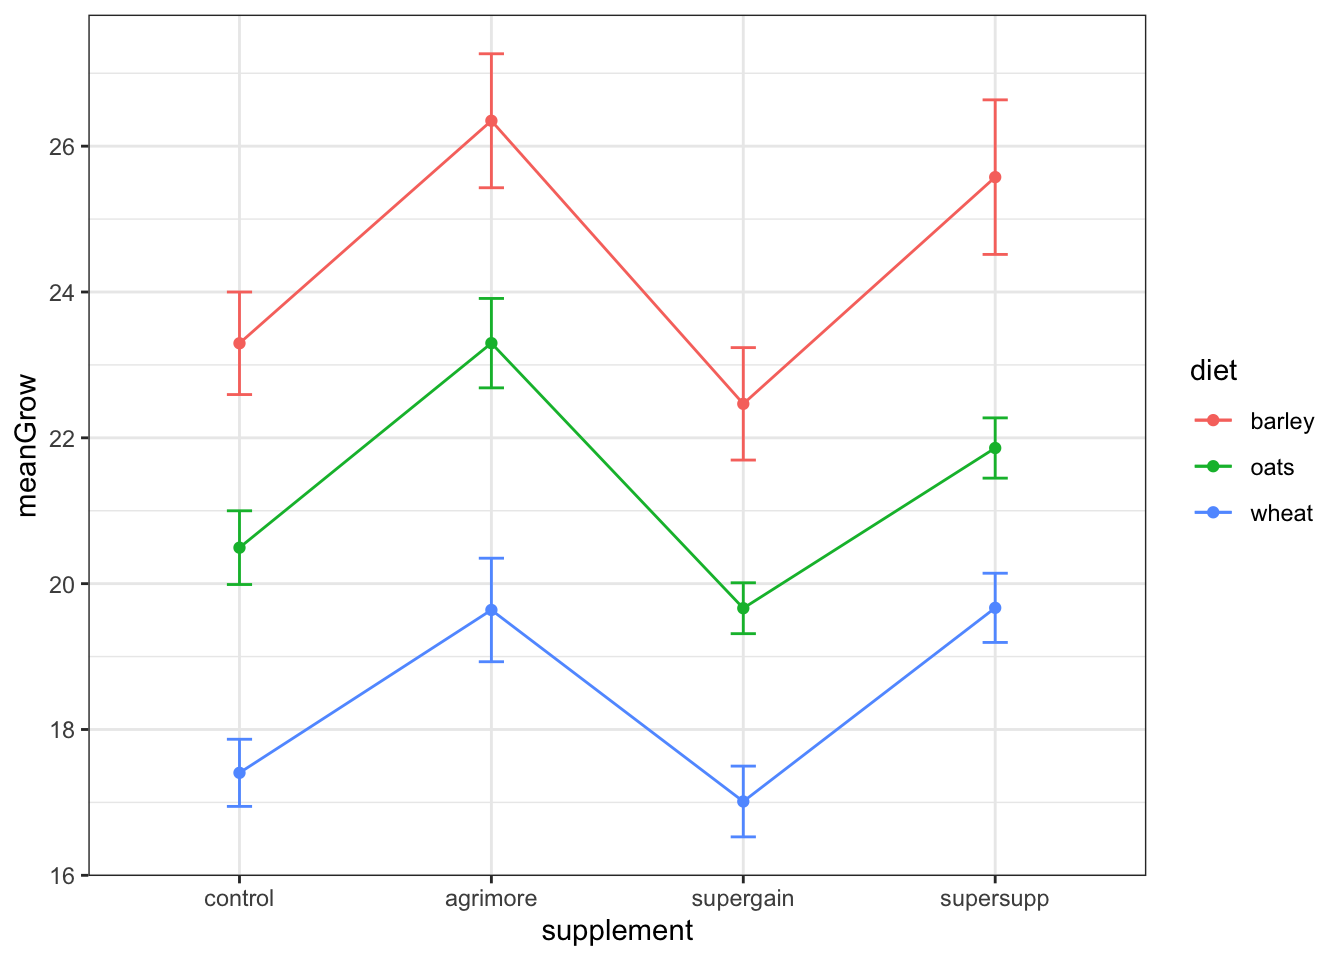 meanGrow
26
24
22
20
18
16
control agrimore supergain supersupp
supplement
diet
barley
oats
wheat